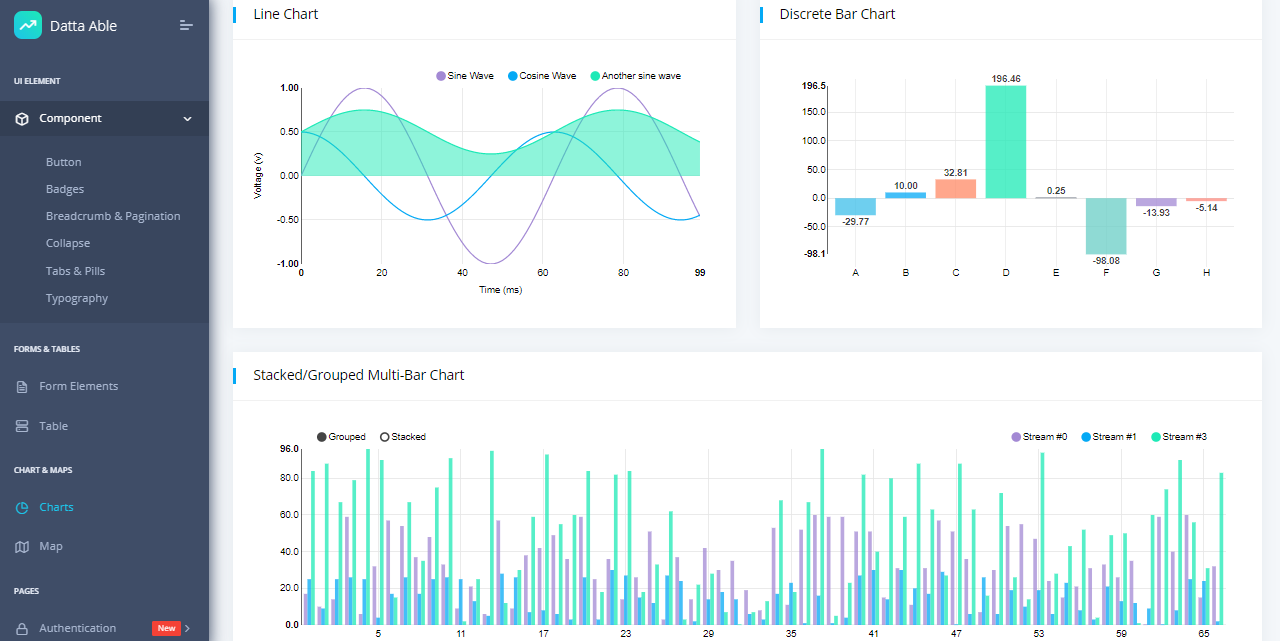 Datta Able
UI ELEMENT
Component
Button
Badges
Breadcrumb & Pagination
Collapse
Tabs & Pills
Typography
FORMS & TABLES
Form Elements
Table
CHART & MAPS
Charts
Map
PAGES
Authentication New
Line Chart
Sine Wave Cosine Wave Another sine wave
1.00
0.50
0.00
-0.50
-1.00
Voltage (v)
0 20 40 60 80 99
Time (ms)
Discrete Bar Chart
196.5
150.0
100.0
50.0
0.0
-50.0
-98.1
-29.77 10.00 32.81 196.46 0.25 -98.08 -13.93 -5.14
A B C D E F G H
Stacked/Grouped Multi-Bar Chart
Grouped Stacked Stream #0 Stream #1 Stream #3
96.0
80.0
60.0
40.0
20.0
0.0
5 11 17 23 29 35 41 47 53 59 65